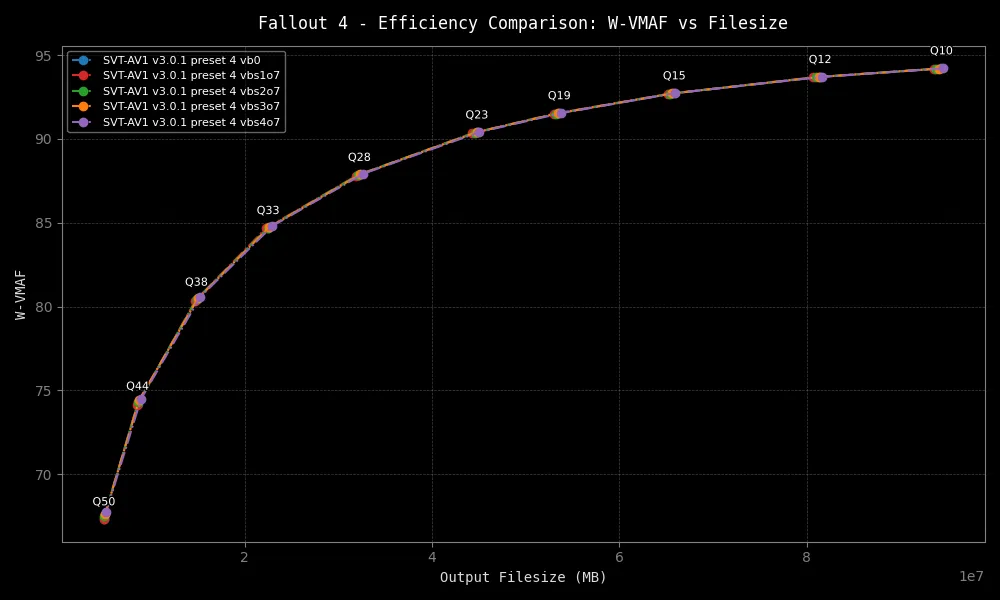 Fallout 4 - Efficiency Comparison: W-VMAF vs Filesize
SVT-AV1 v3.0.1 preset 4 vb0
SVT-AV1 v3.0.1 preset 4 vbs1o7
SVT-AV1 v3.0.1 preset 4 vbs2o7
SVT-AV1 v3.0.1 preset 4 vbs3o7
SVT-AV1 v3.0.1 preset 4 vbs4o7
Q10
Q12
Q15
Q19
Q23
Q28
Q33
Q38
Q44
Q50
95
90
85
80
75
70
W-VMAF
2
4
6
8
1e7
Output Filesize (MB)